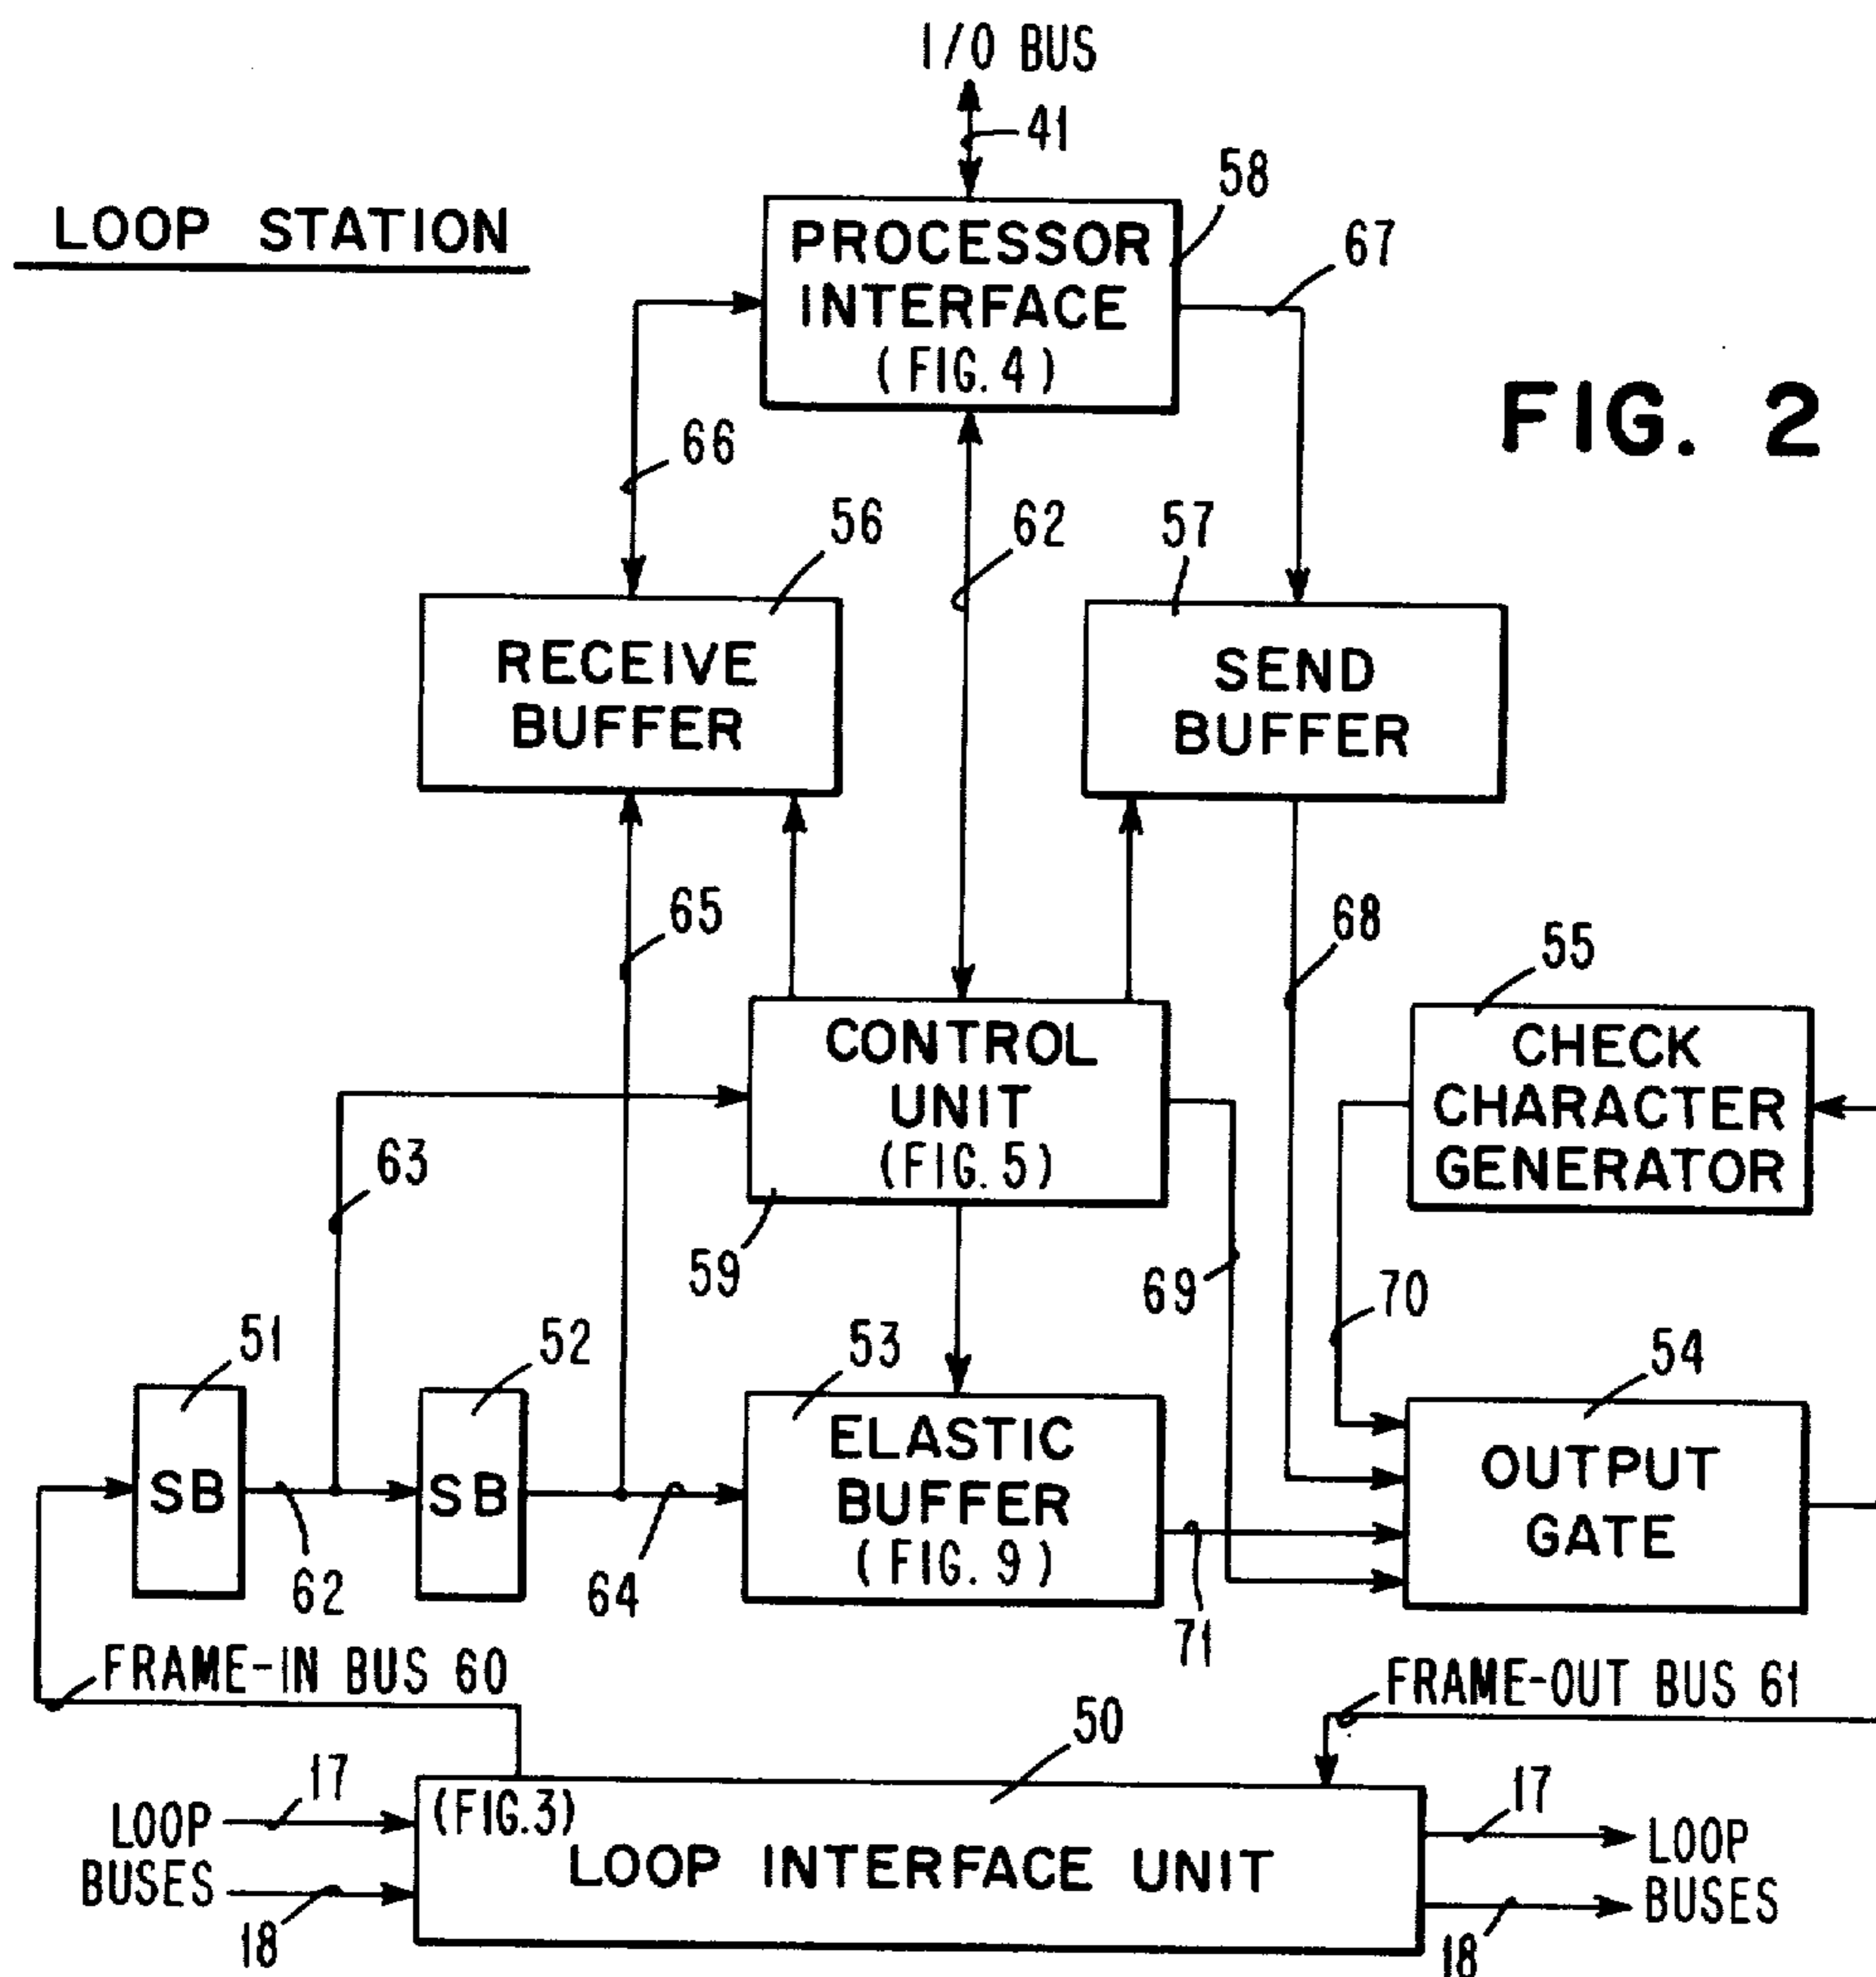 I/O BUS
41
58
LOOP STATION
PROCESSOR
INTERFACE
(FIG. 4)
67
FIG. 2
66
56
62
57
RECEIVE
BUFFER
SEND
BUFFER
65
68
55
CONTROL
UNIT
(FIG. 5)
CHECK
CHARACTER
GENERATOR
63
59
69
70
51
52
53
54
SB
SB
ELASTIC
BUFFER
(FIG. 9)
OUTPUT
GATE
62
64
71
FRAME-IN BUS 60
FRAME-OUT BUS 61
50
17
17
LOOP
BUSES
(FIG.3)
LOOP INTERFACE UNIT
LOOP
BUSES
18
18